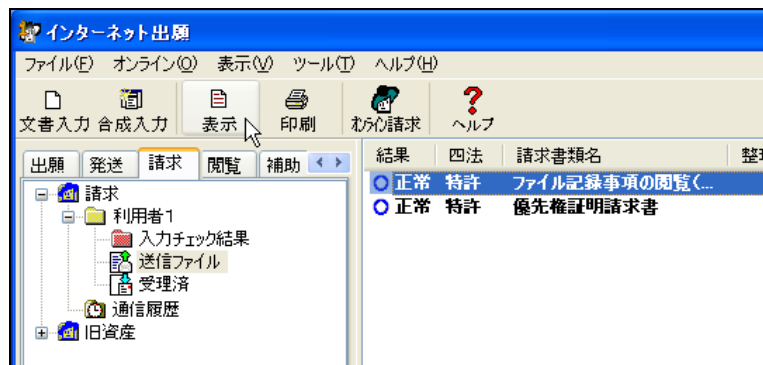 インターネット出願
ファイル(F) オンライン(O) 表示(V) ツール(T) ヘルプ(H)
文書入力 合成入力 表示 印刷 オンライン請求 ヘルプ
出願 発送 請求 閲覧 補助
請求
利用者1
入力チェック結果
送信ファイル
受理済
通信履歴
旧資産
結果 四法 請求書類名 整理
正常 特許 ファイル記録事項の閲覧(...
正常 特許 優先権証明請求書